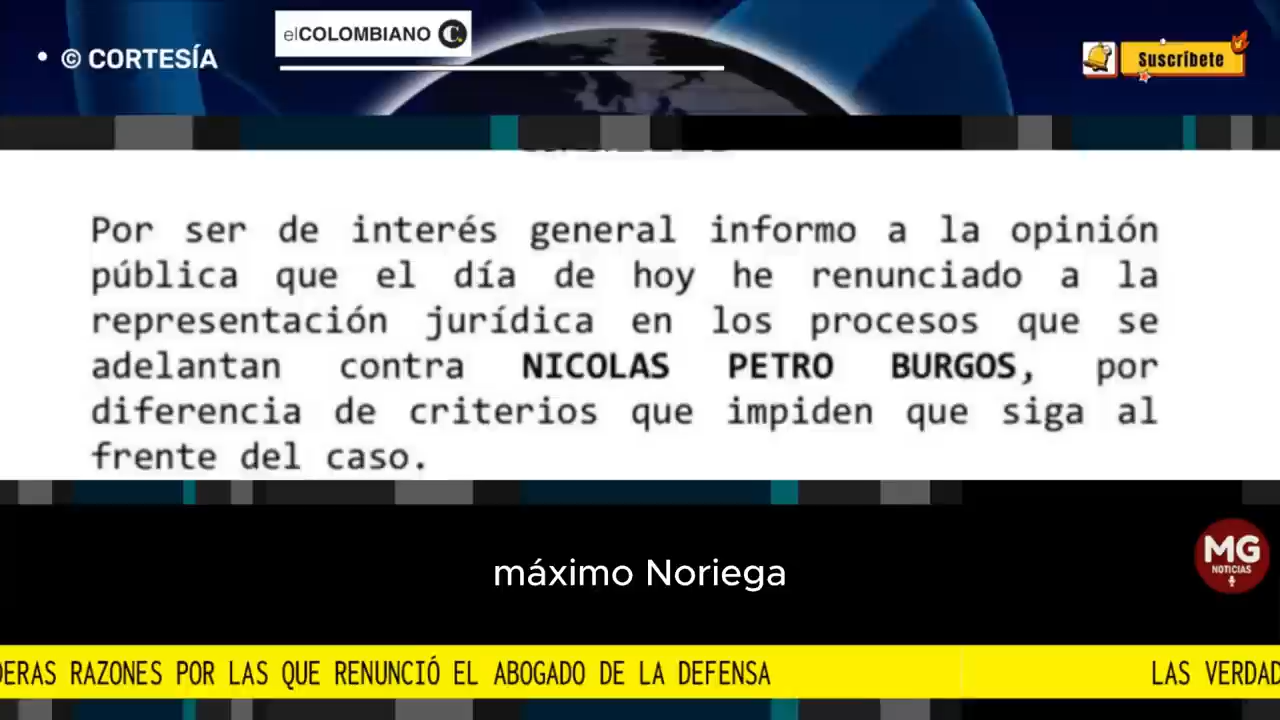 • © CORTESÍA
elCOLOMBIANO C
Suscríbete
Por ser de interés general informo a la opinión
pública que el día de hoy he renunciado a la
representación jurídica en los procesos que se
adelantan contra NICOLAS PETRO BURGOS, por
diferencia de criterios que impiden que siga al
frente del caso.
máximo Noriega
MG
NOTICIAS
DERAS RAZONES POR LAS QUE RENUNCIÓ EL ABOGADO DE LA DEFENSA
LAS VERDAD